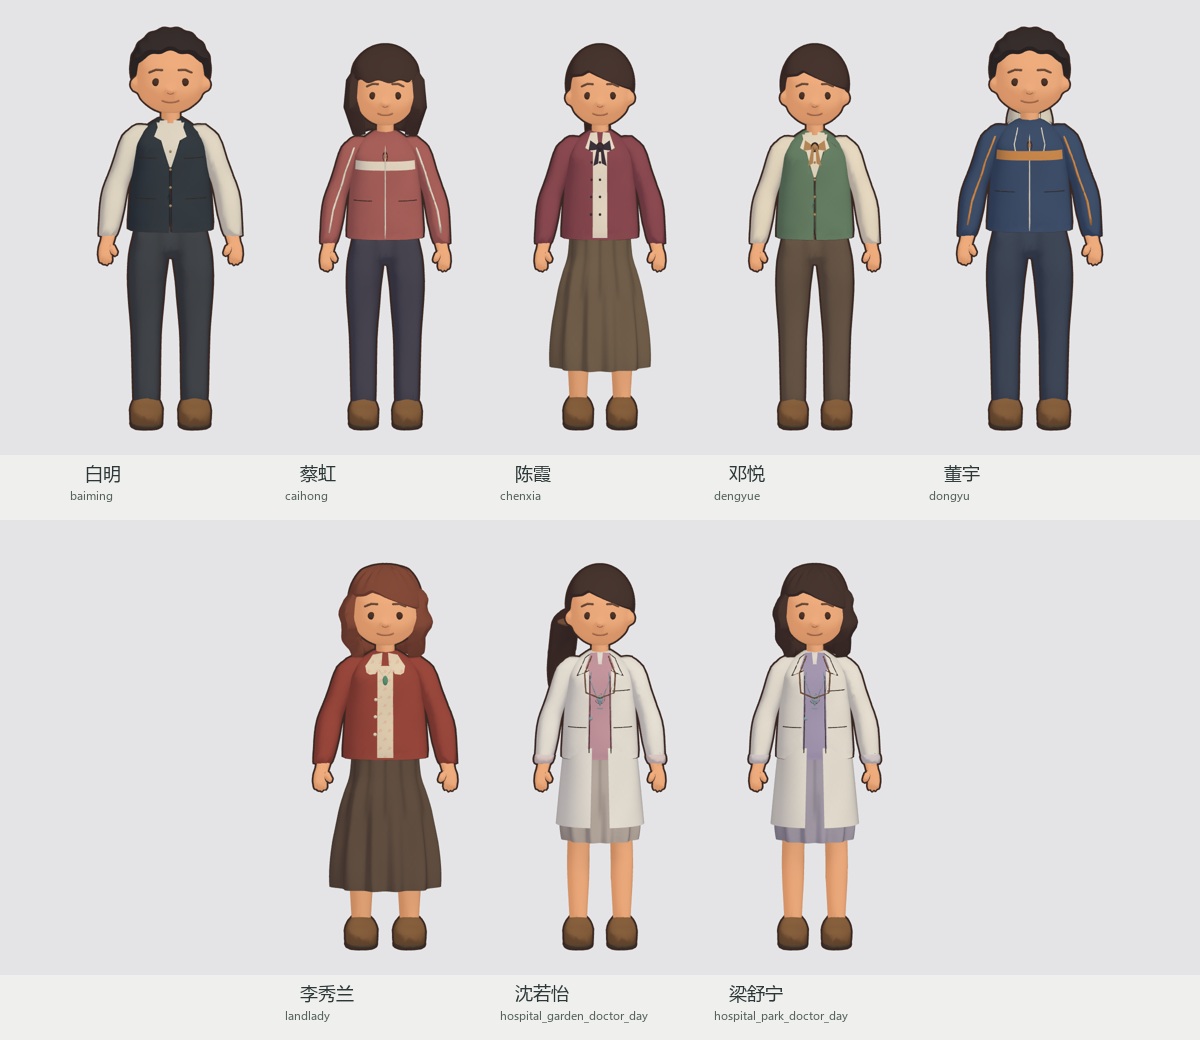 白明
baiming
蔡虹
caihong
陈霞
chenxia
邓悦
dengyue
董宇
dongyu
李秀兰
landlady
沈若怡
hospital_garden_doctor_day
梁舒宁
hospital_park_doctor_day